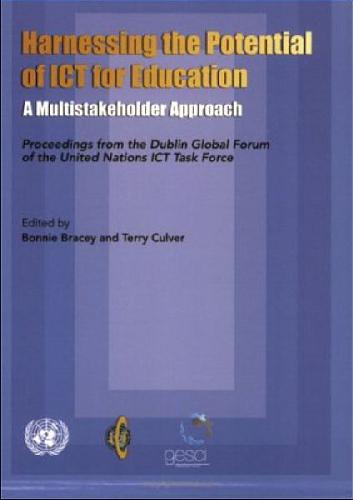 Harnessing the Potential
of ICT for Education
A Multistakeholder Approach
Proceedings from the Dublin Global Forum
of the United Nations ICT Task Force
Edited by
Bonnie Bracey and Terry Culver
gesci